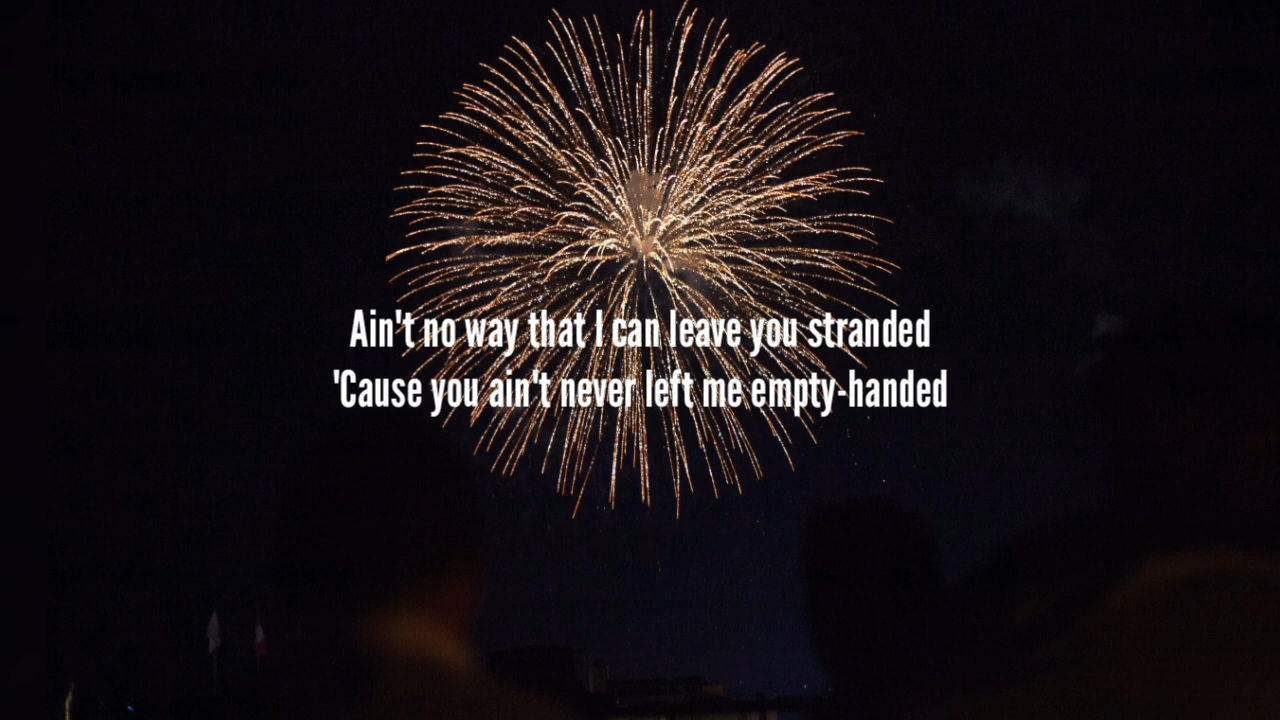 Ain't no way that I can leave you stranded
'Cause you ain't never left me empty-handed